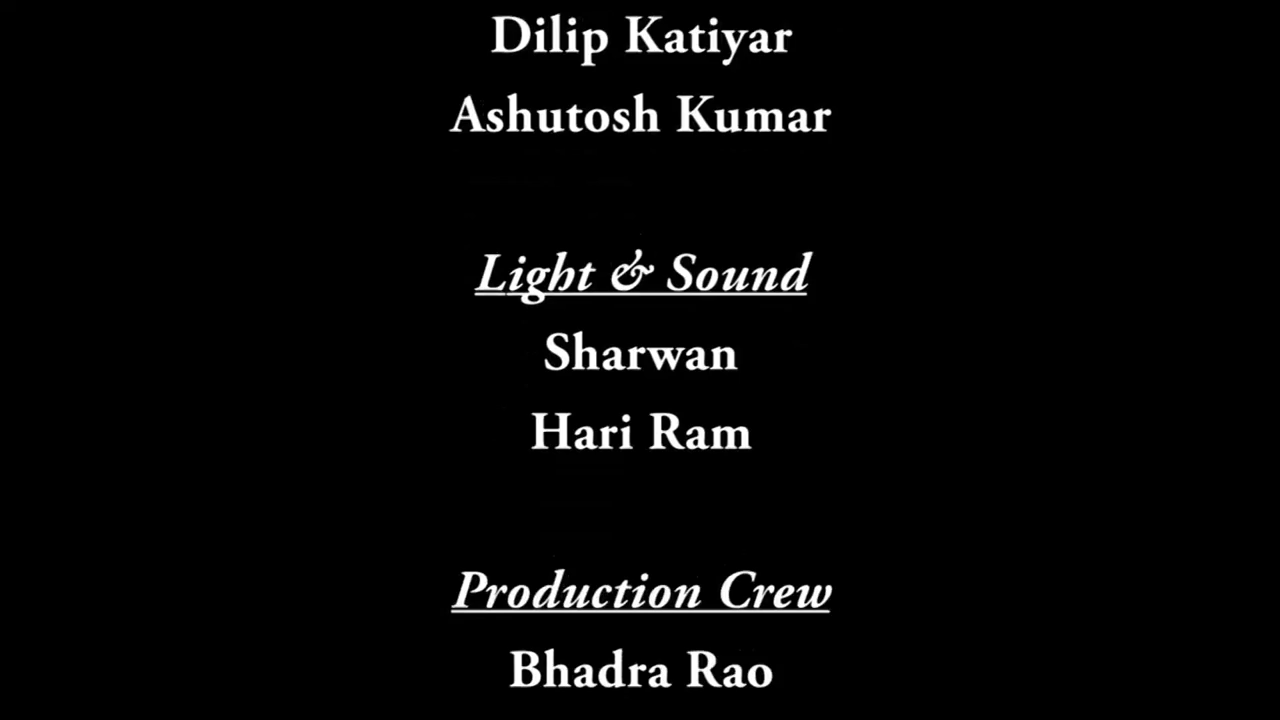 Dilip Katiyar
Ashutosh Kumar
Light & Sound
Sharwan
Hari Ram
Production Crew
Bhadra Rao